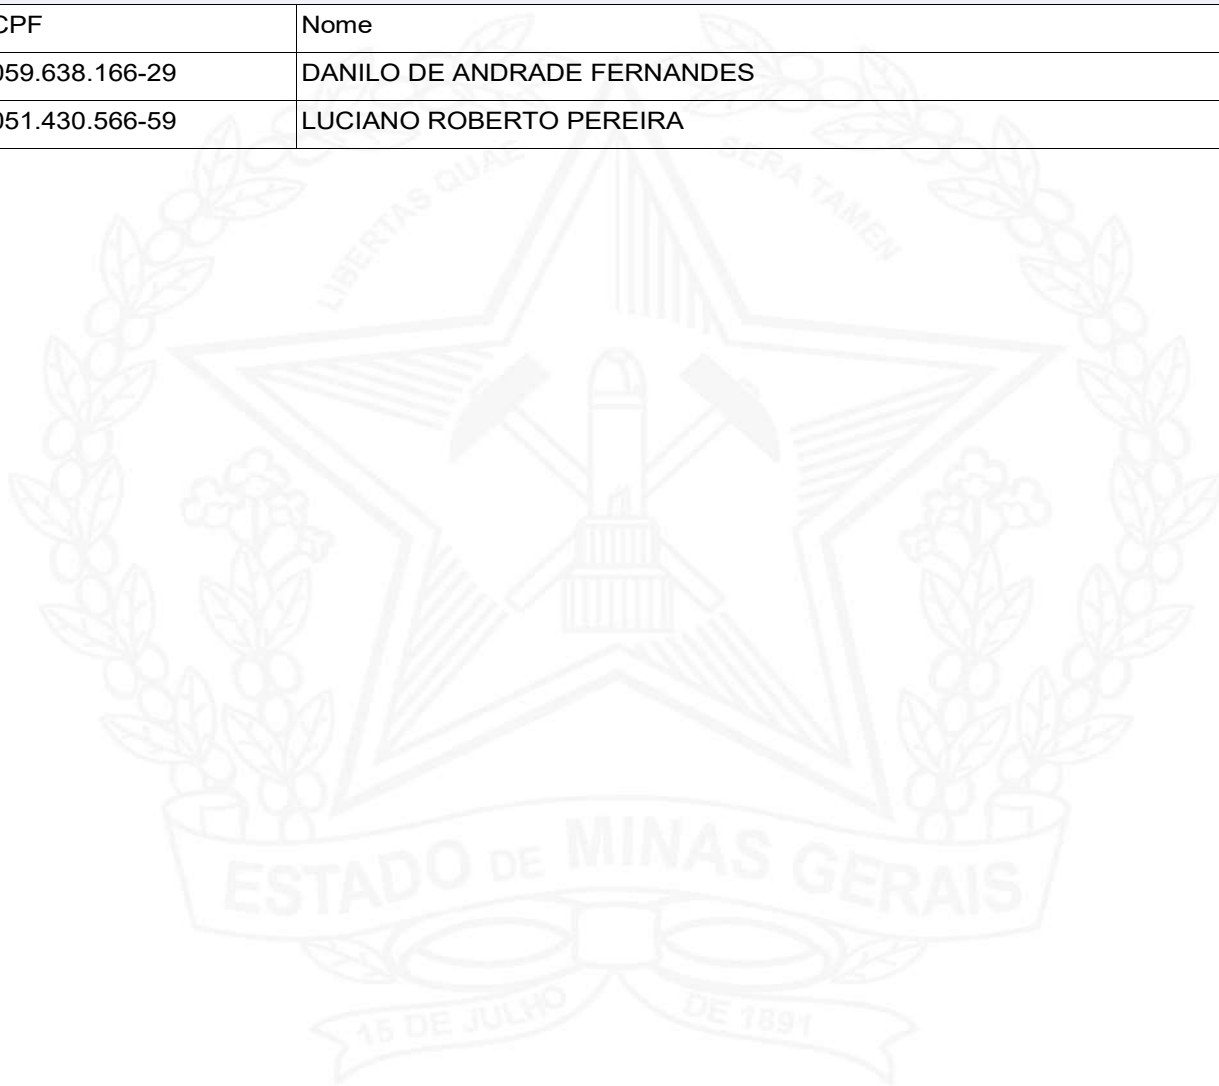 CPF Nome
059.638.166-29 DANILO DE ANDRADE FERNANDES
051.430.566-59 LUCIANO ROBERTO PEREIRA
LIBERTAS QUAE SERA TAMEN
ESTADO DE MINAS GERAIS
15 DE JULHO DE 1891